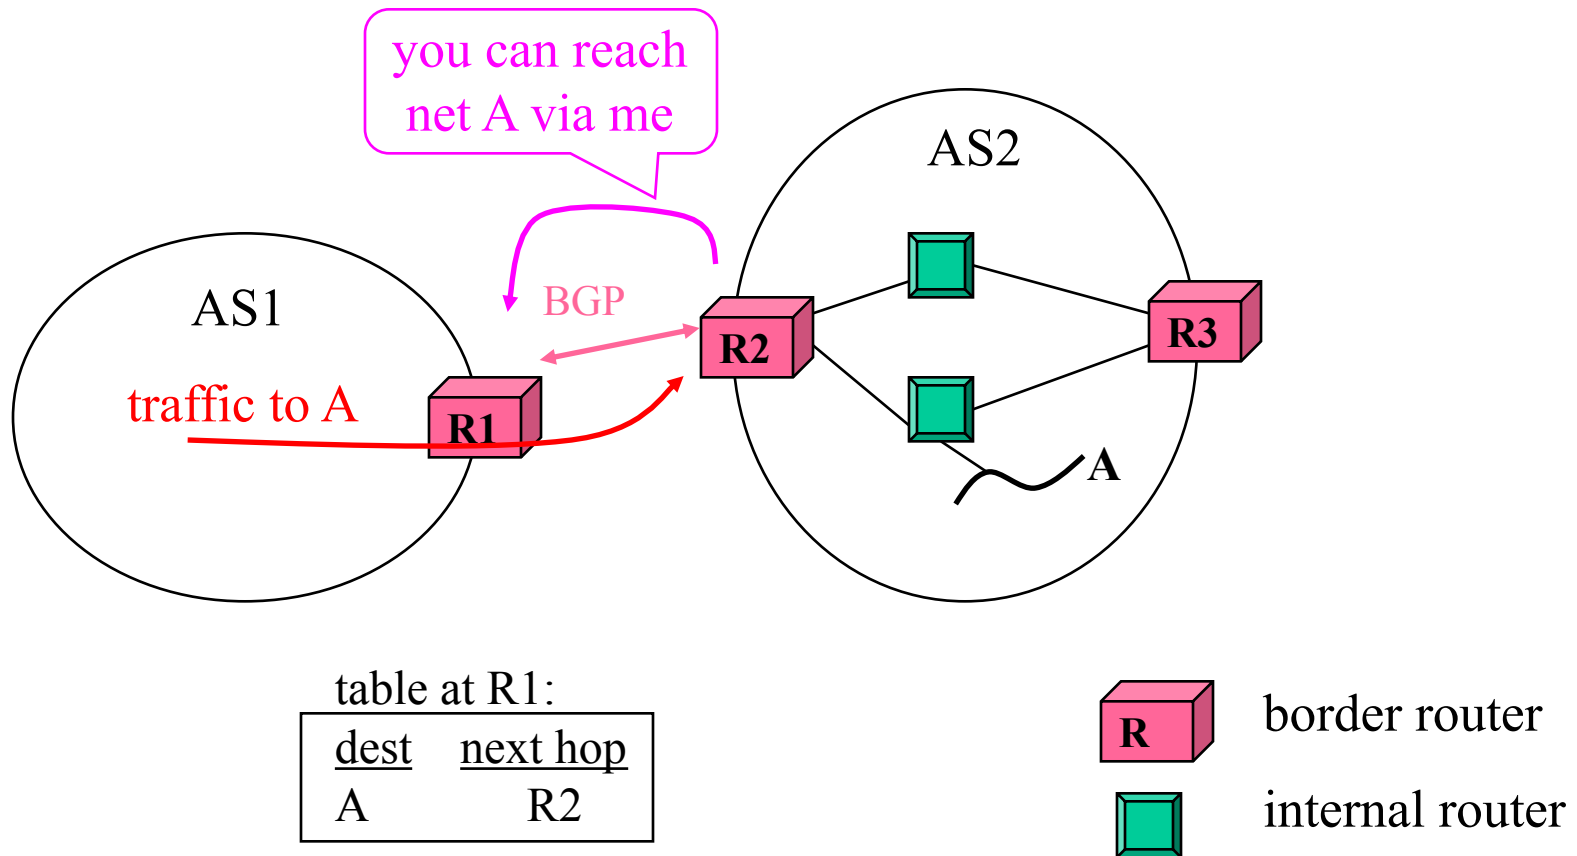 you can reach
net A via me
AS2
AS1
BGP
R2
R3
traffic to A
R1
A
table at R1:
dest next hop
A R2
R border router
internal router